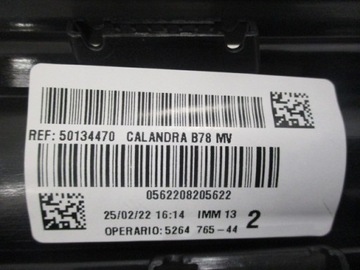 REF: 50134470 CALANDRA B78 MV
0562208205622
25/02/22 16:14 IMM 13 2
OPERARIO: 5264 765-44